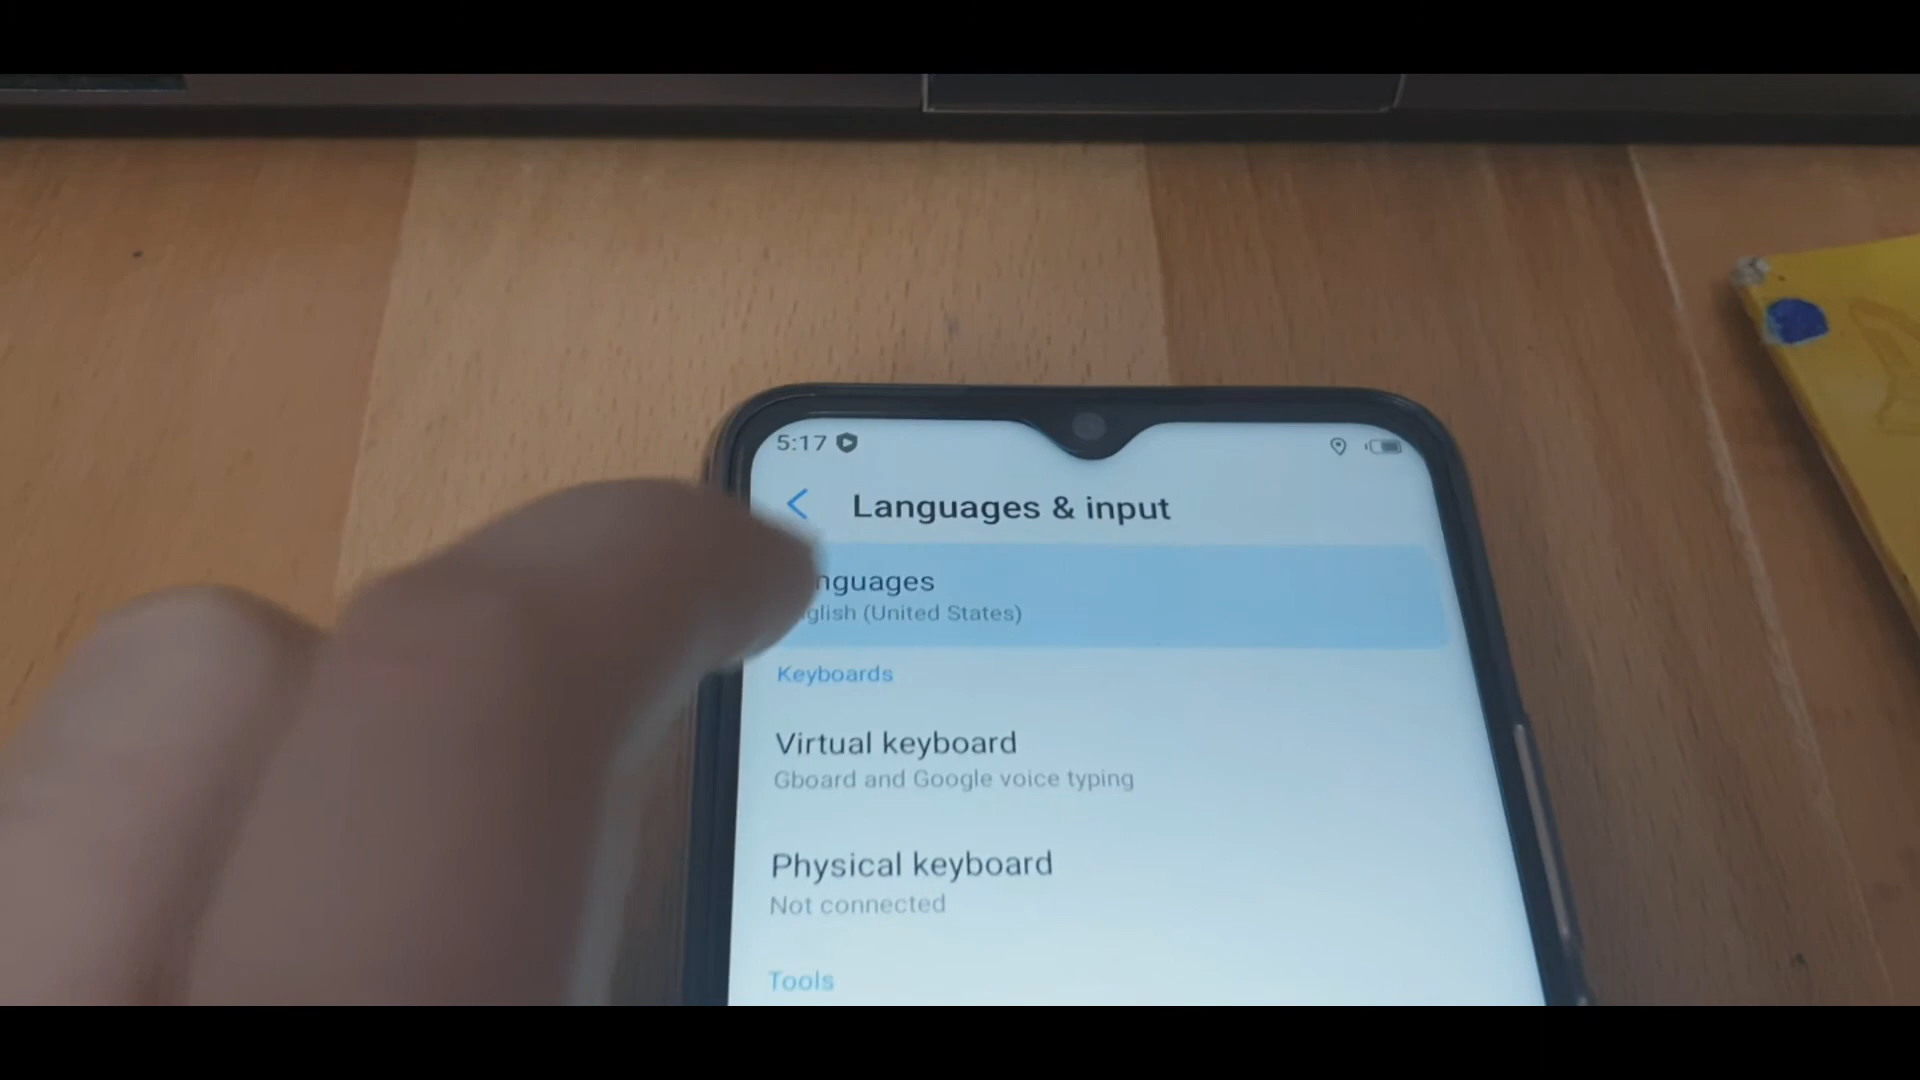 5:17
Languages & input
nguages
glish (United States)
Keyboards
Virtual keyboard
Gboard and Google voice typing
Physical keyboard
Not connected
Tools